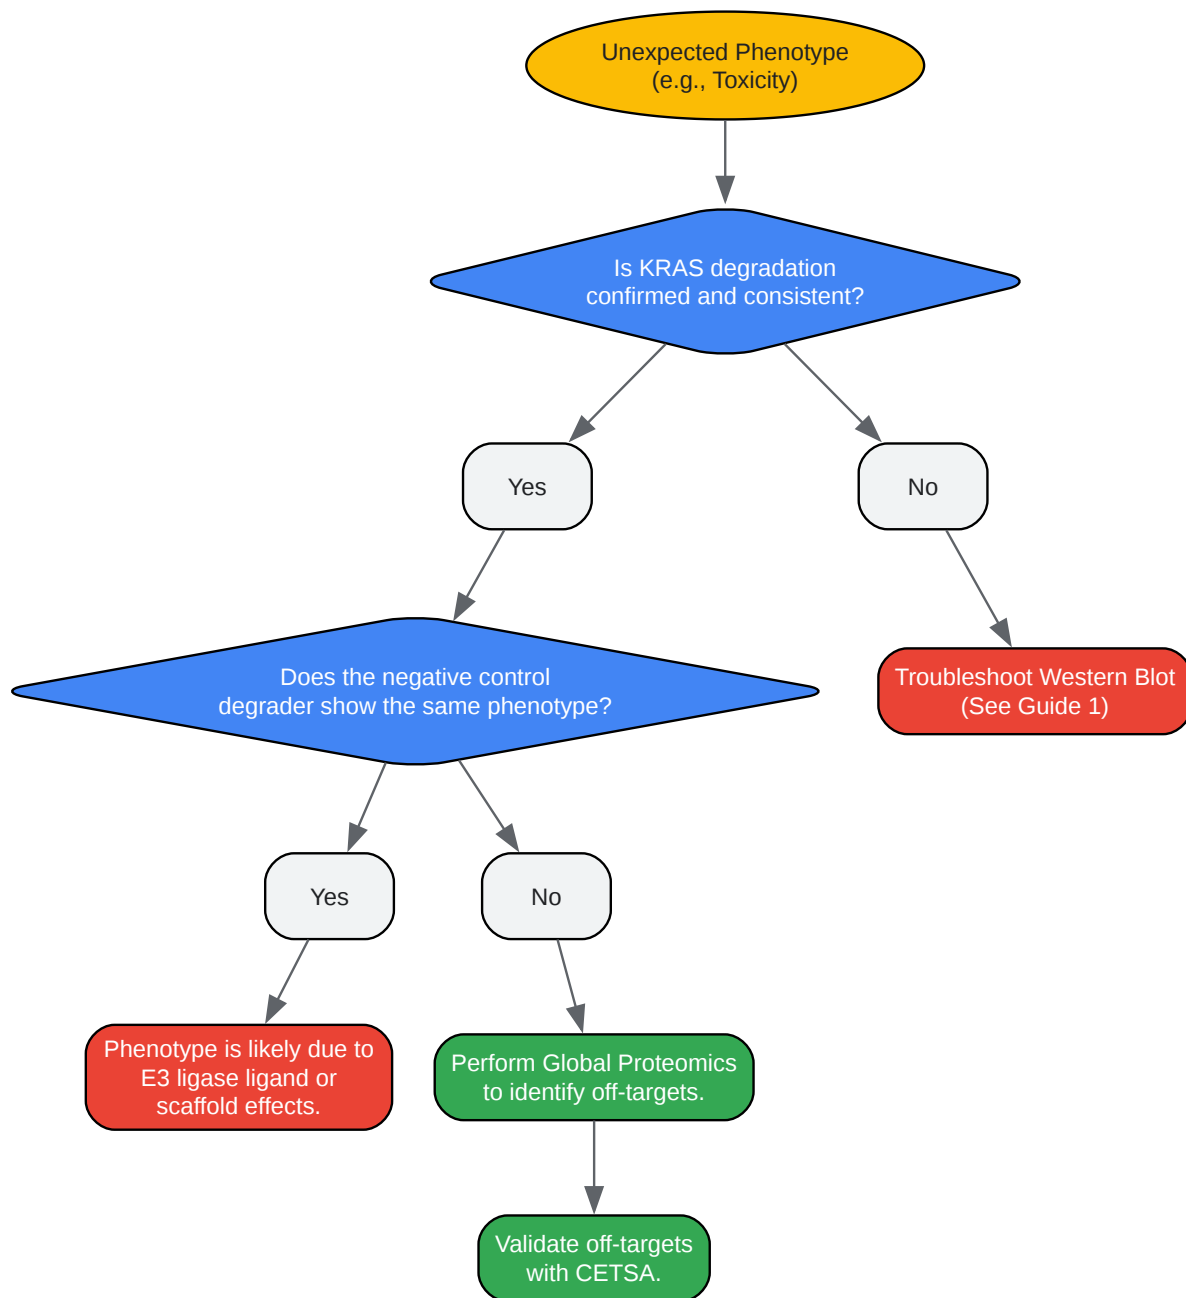 Unexpected Phenotype
(e.g., Toxicity)
Is KRAS degradation
confirmed and consistent?
Yes
No
Does the negative control
degrader show the same phenotype?
Troubleshoot Western Blot
(See Guide 1)
Yes
No
Phenotype is likely due to
E3 ligase ligand or
scaffold effects.
Perform Global Proteomics
to identify off-targets.
Validate off-targets
with CETSA.